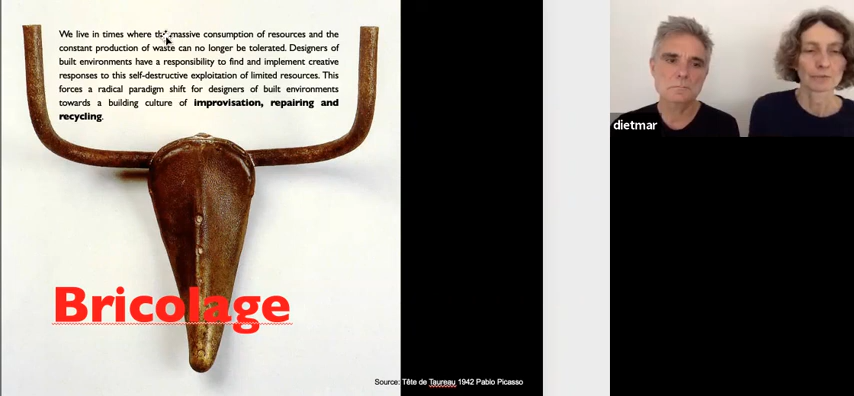 We live in times where the massive consumption of resources and the
constant production of waste can no longer be tolerated. Designers of
built environments have a responsibility to find and implement creative
responses to this self-destructive exploitation of limited resources. This
forces a radical paradigm shift for designers of built environments
towards a building culture of improvisation, repairing and
recycling.
Bricolage
Source: Tête de Taureau 1942 Pablo Picasso
dietmar